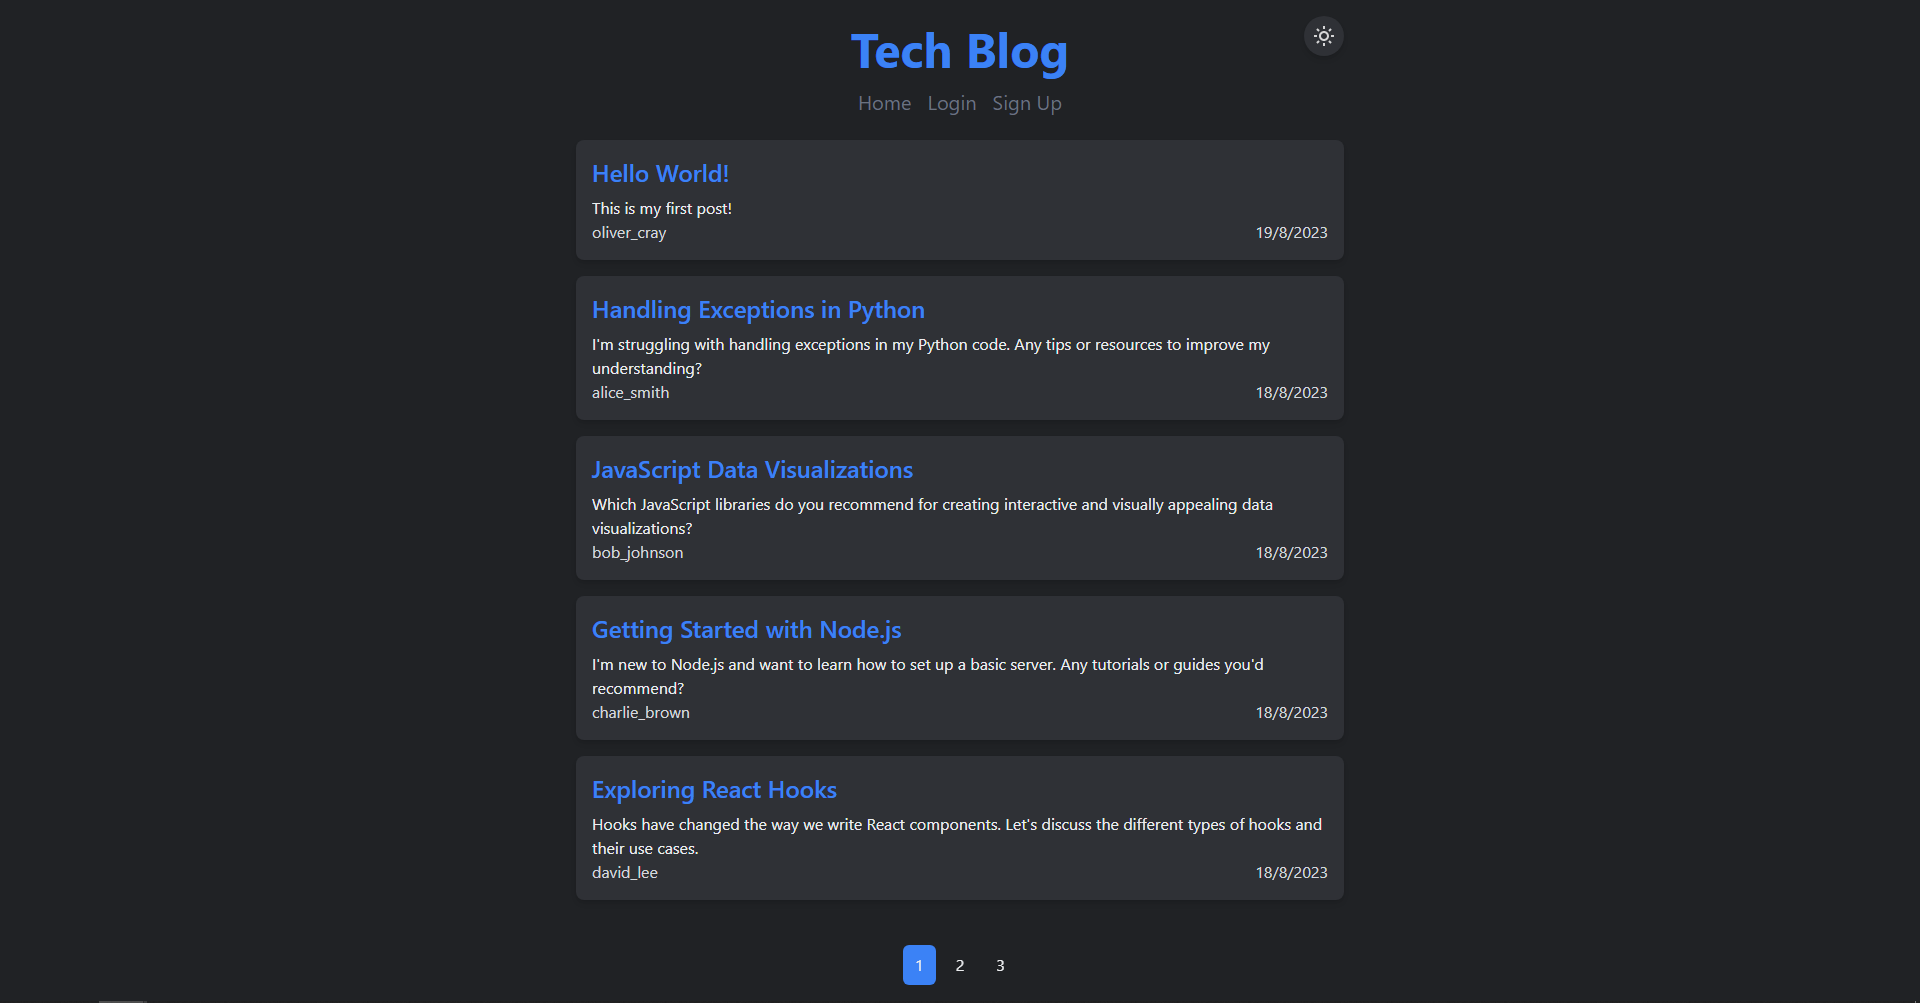 Tech Blog
Home Login Sign Up
Hello World!
This is my first post!
oliver_cray 19/8/2023
Handling Exceptions in Python
I'm struggling with handling exceptions in my Python code. Any tips or resources to improve my
understanding?
alice_smith 18/8/2023
JavaScript Data Visualizations
Which JavaScript libraries do you recommend for creating interactive and visually appealing data
visualizations?
bob_johnson 18/8/2023
Getting Started with Node.js
I'm new to Node.js and want to learn how to set up a basic server. Any tutorials or guides you'd
recommend?
charlie_brown 18/8/2023
Exploring React Hooks
Hooks have changed the way we write React components. Let's discuss the different types of hooks and
their use cases.
david_lee 18/8/2023
1 2 3